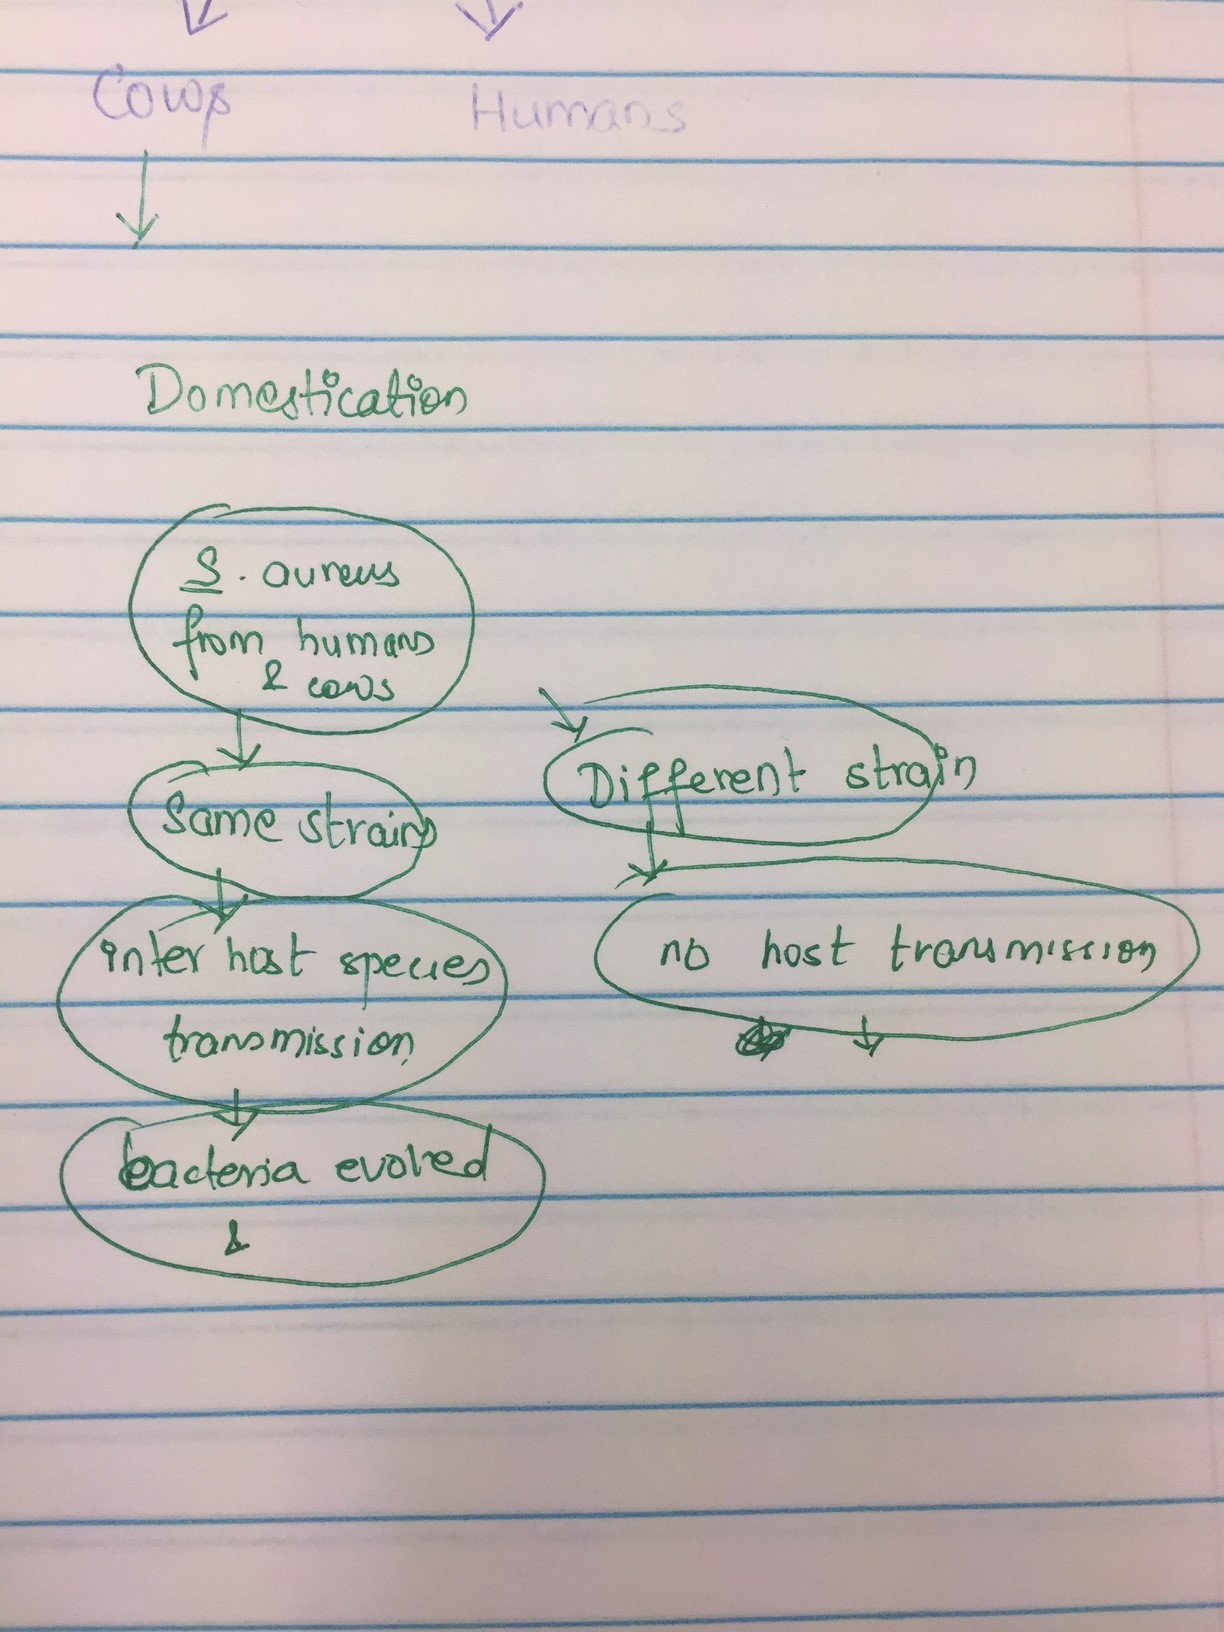 Cows
Humans
Domestication
S. aureus
from humans
& cows
Same strains
inter host species
transmission
bacteria evolved
&
Different strain
no host transmission